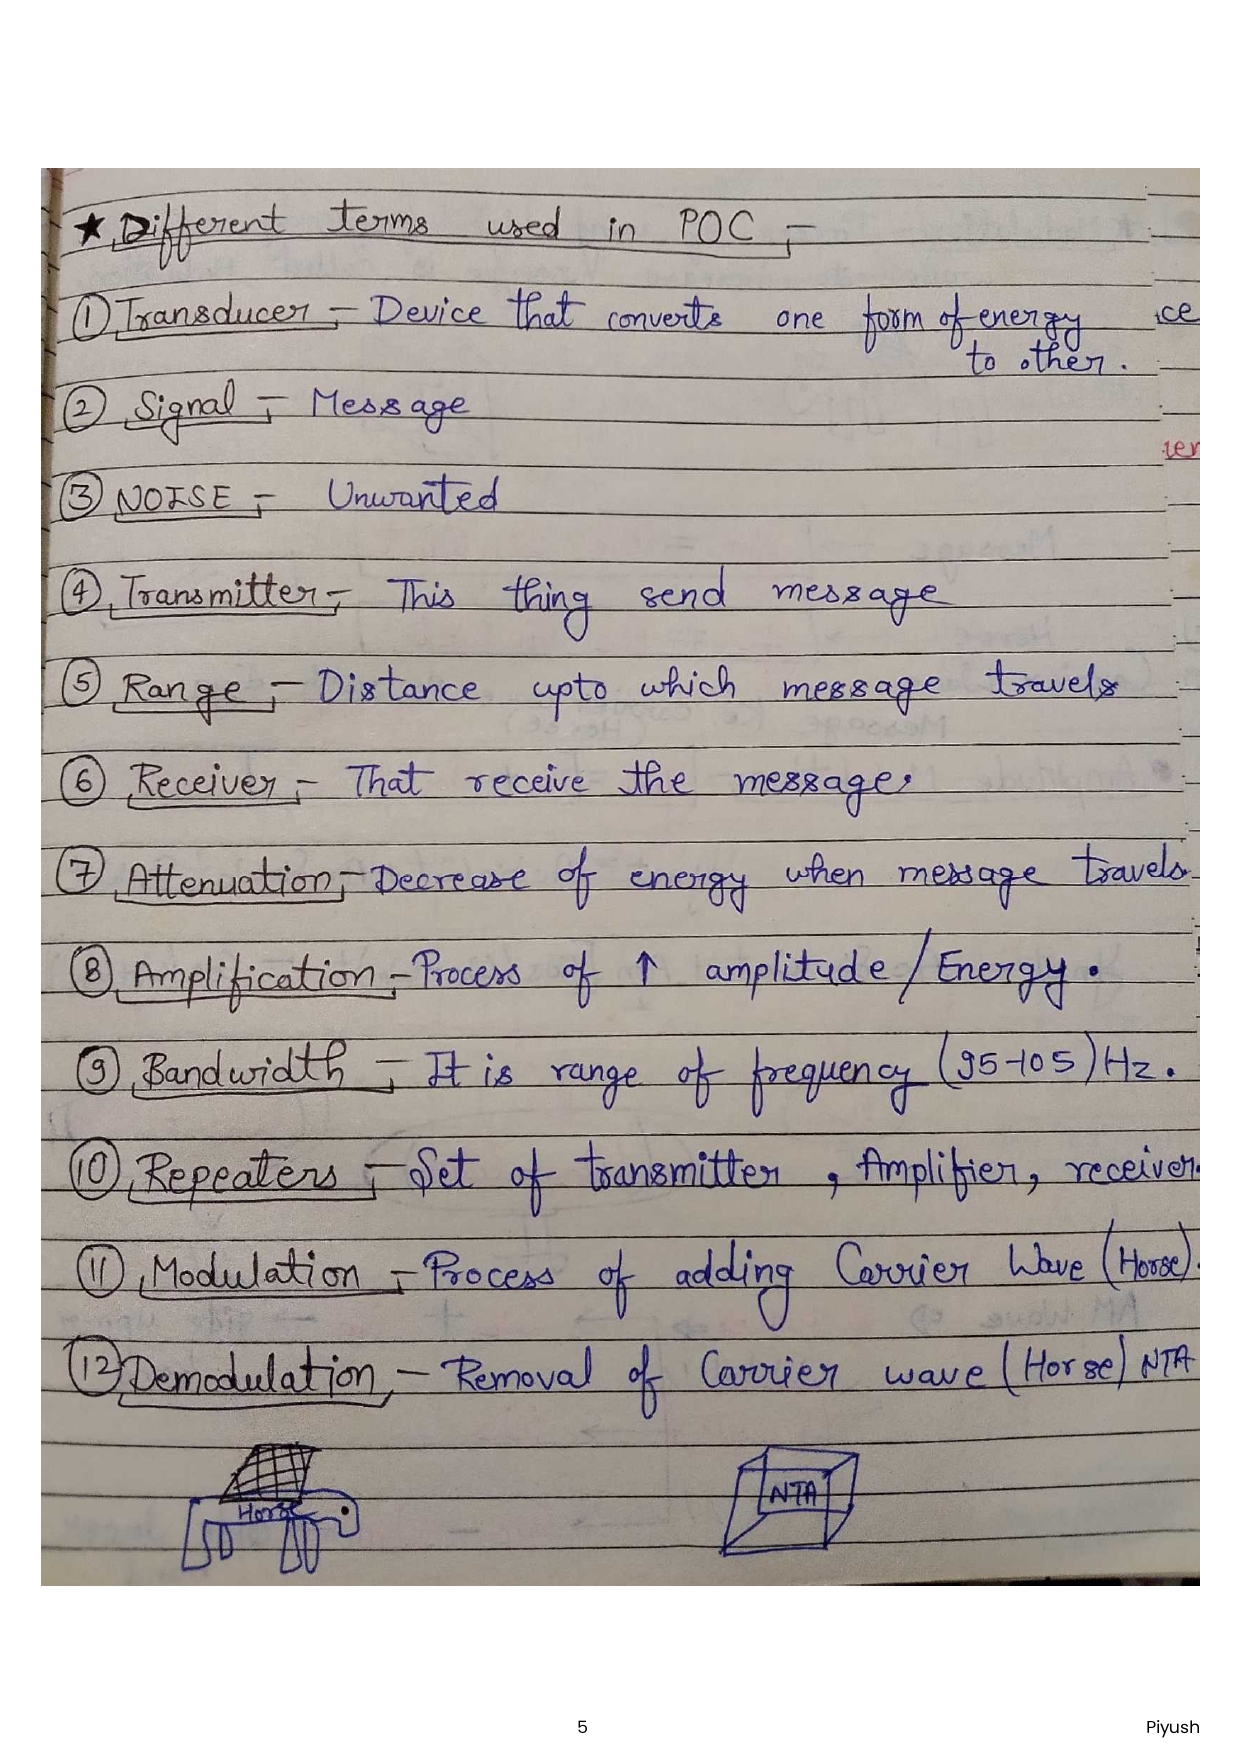 ★ Different terms used in POC :-
① Transducer :- Device that converts one form of energy
to other.
② Signal :- Message
③ NOISE :- Unwanted
④ Transmitter :- This thing send message
⑤ Range :- Distance upto which message travels
⑥ Receiver :- That receive the message.
⑦ Attenuation :- Decrease of energy when message travels.
⑧ Amplification :- Process of ↑ amplitude / Energy.
⑨ Bandwidth :- It is range of frequency (95-105) Hz.
⑩ Repeaters :- Set of transmitter, Amplifier, receiver.
⑪ Modulation :- Process of adding Carrier Wave (Horse).
⑫ Demodulation :- Removal of Carrier wave (Horse) NTA
Horse
NTA
5
Piyush